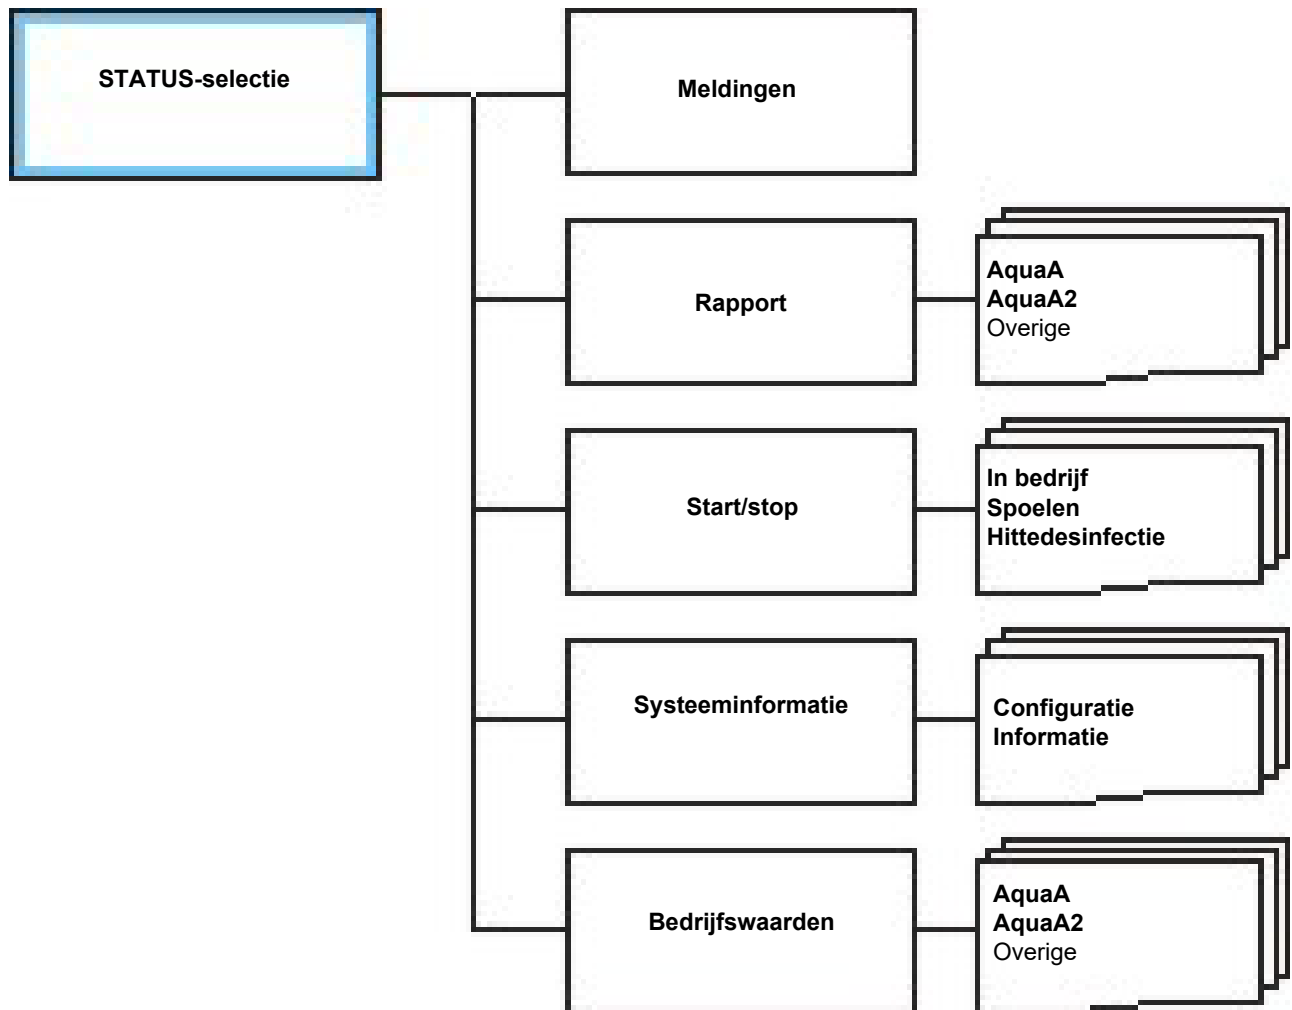 STATUS-selectie
Meldingen
Rapport
AquaA
AquaA2
Overige
Start/stop
In bedrijf
Spoelen
Hittedesinfectie
Systeeminformatie
Configuratie
Informatie
Bedrijfswaarden
AquaA
AquaA2
Overige